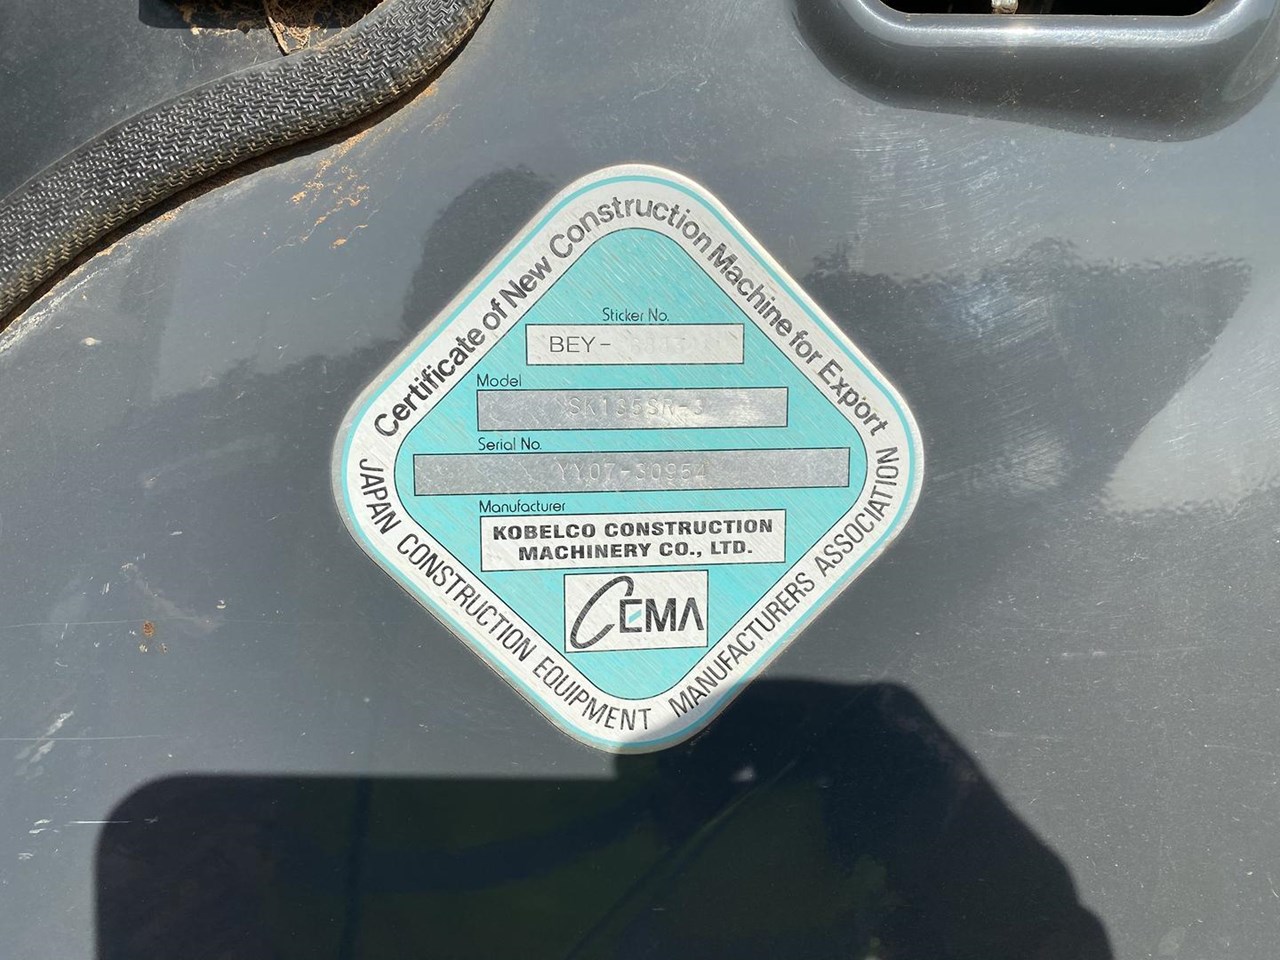 Certificate of New Construction Machine for Export
Sticker No.
BEY-
Model
SK135SR-3
Serial No.
YY07-30954
Manufacturer
KOBELCO CONSTRUCTION
MACHINERY CO., LTD.
CEMA
JAPAN CONSTRUCTION EQUIPMENT MANUFACTURERS ASSOCIATION